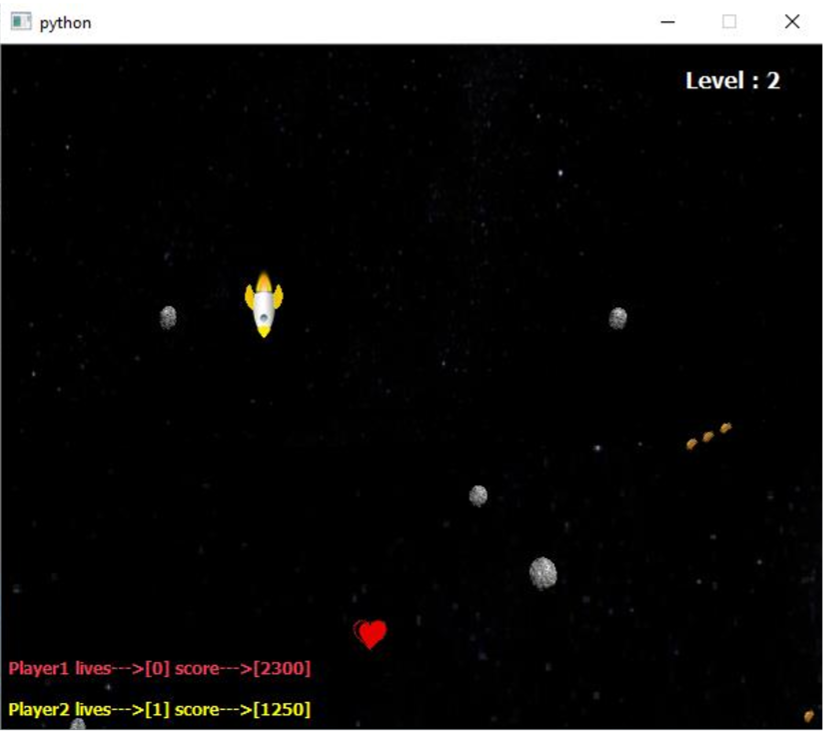 python
Level : 2
Player1 lives--->[0] score--->[2300]
Player2 lives--->[1] score--->[1250]